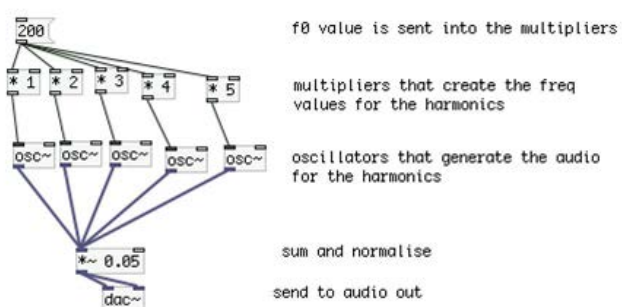 200
f0 value is sent into the multipliers
* 1
* 2
* 3
* 4
* 5
multipliers that create the freq
values for the harmonics
osc~
osc~
osc~
osc~
osc~
oscillators that generate the audio
for the harmonics
*~ 0.05
sum and normalise
dac~
send to audio out